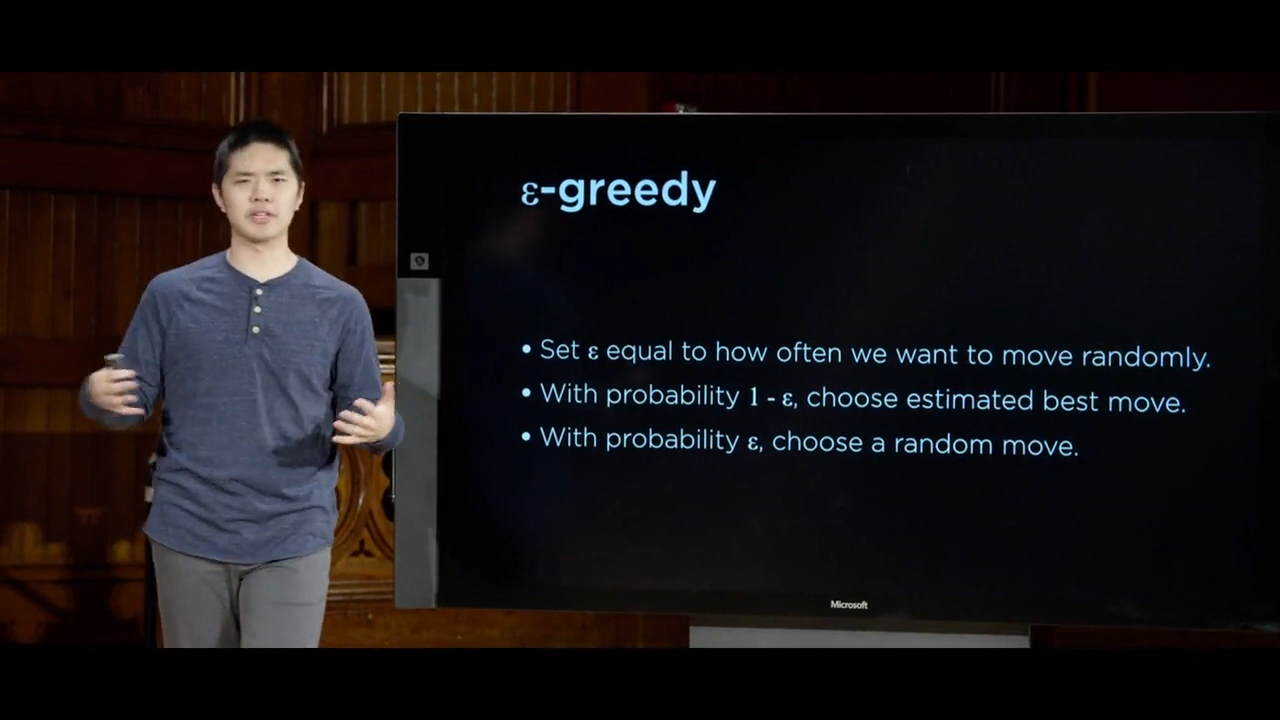 ε-greedy
• Set ε equal to how often we want to move randomly.
• With probability 1 - ε, choose estimated best move.
• With probability ε, choose a random move.
Microsoft